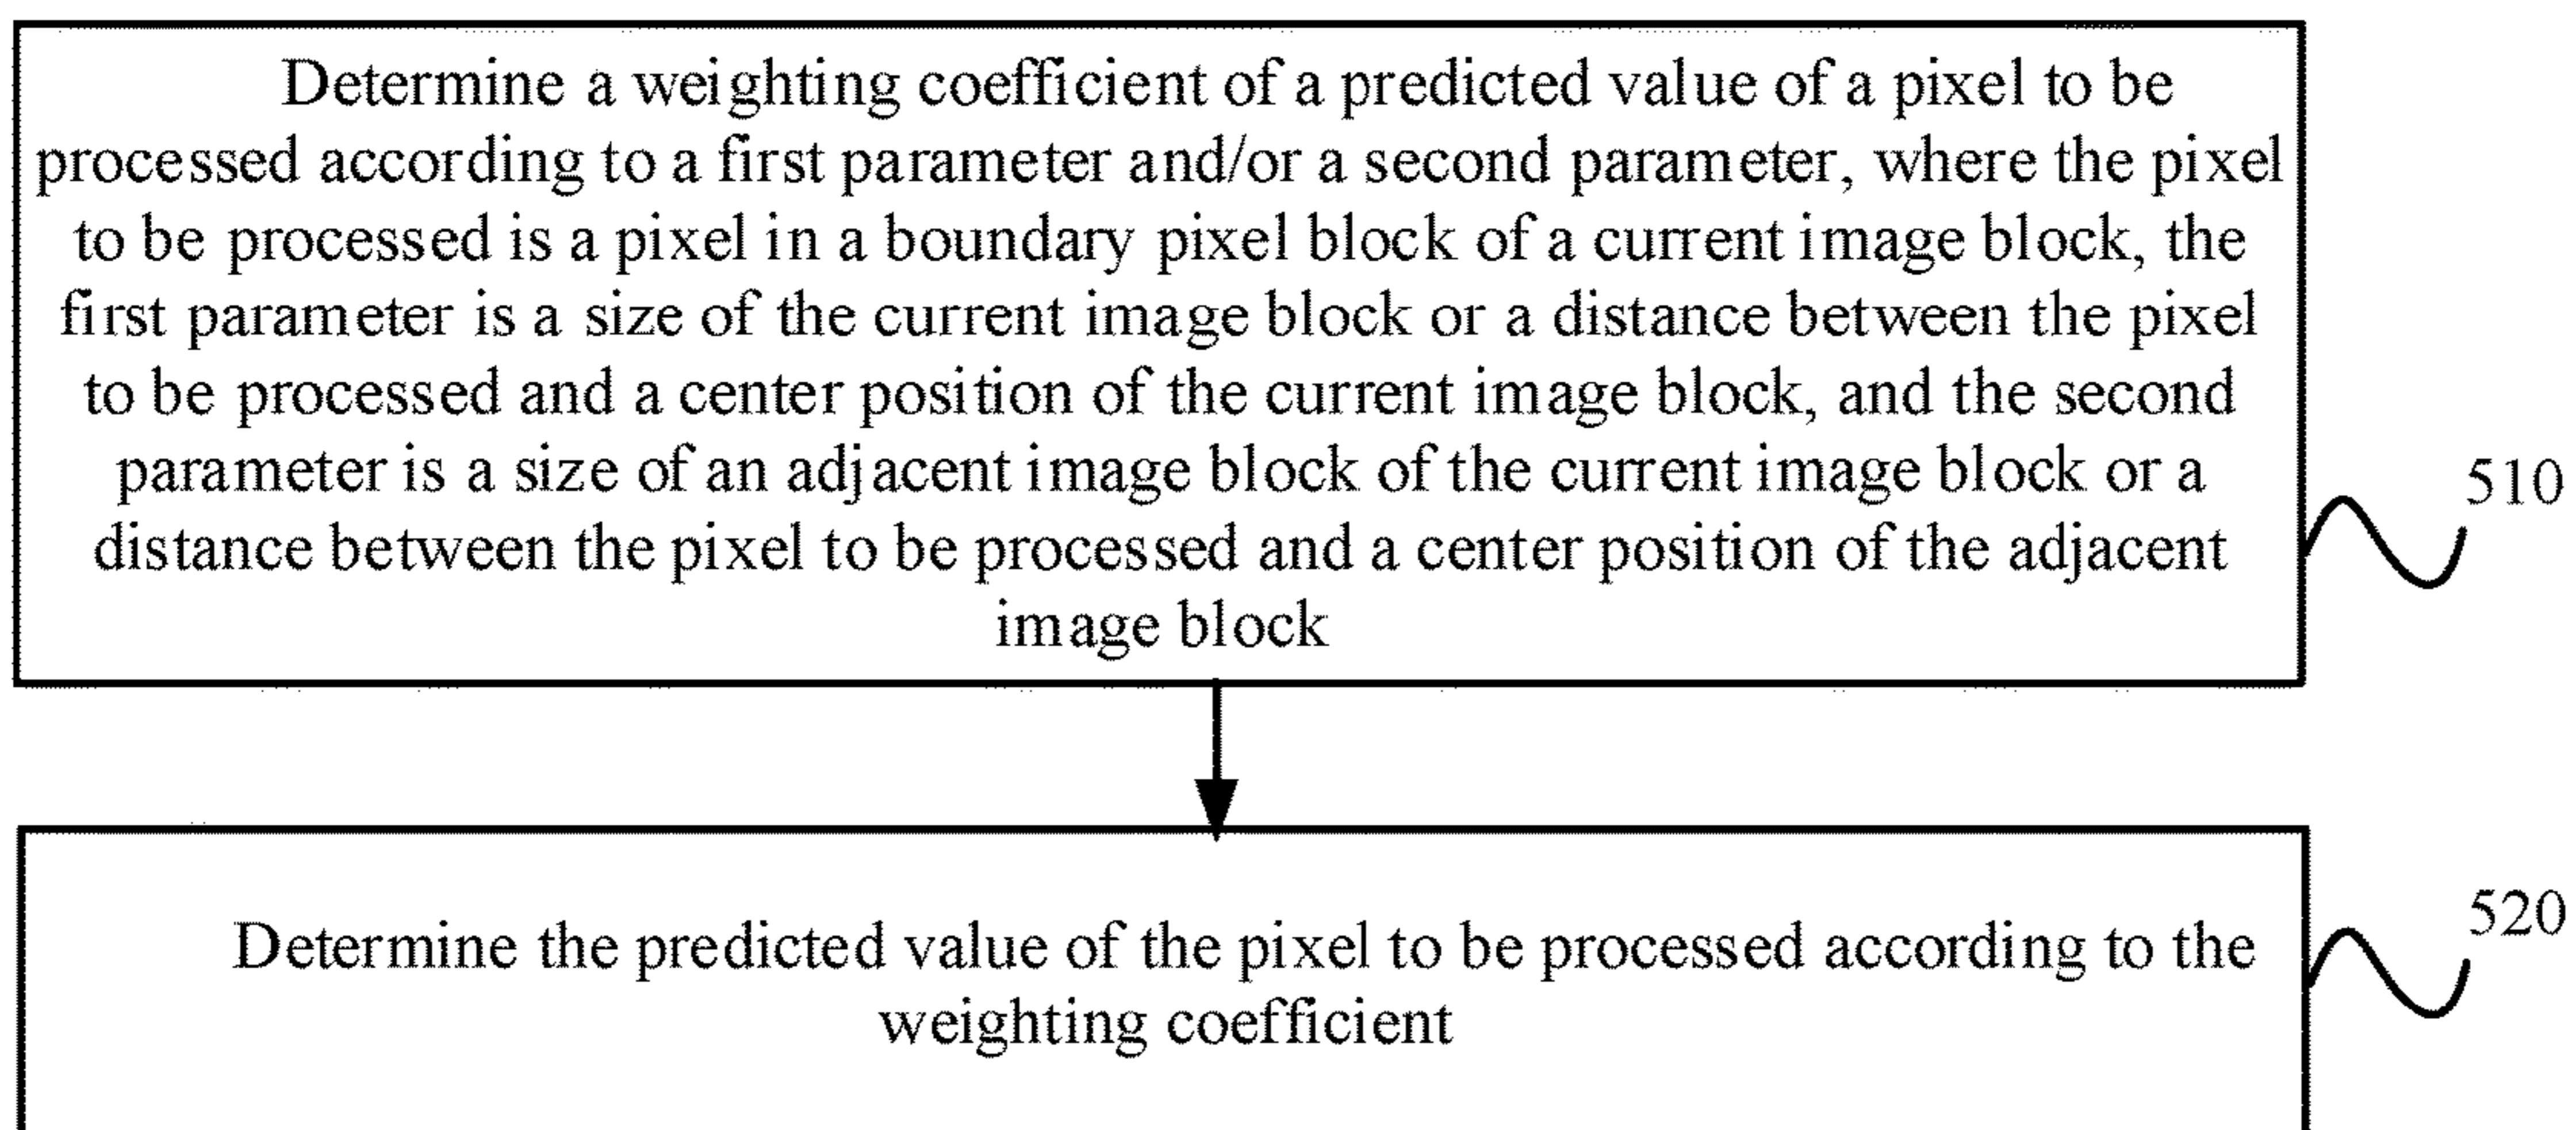 Determine a weighting coefficient of a predicted value of a pixel to be
processed according to a first parameter and/or a second parameter, where the pixel
to be processed is a pixel in a boundary pixel block of a current image block, the
first parameter is a size of the current image block or a distance between the pixel
to be processed and a center position of the current image block, and the second
parameter is a size of an adjacent image block of the current image block or a
distance between the pixel to be processed and a center position of the adjacent
image block
510
Determine the predicted value of the pixel to be processed according to the
weighting coefficient
520